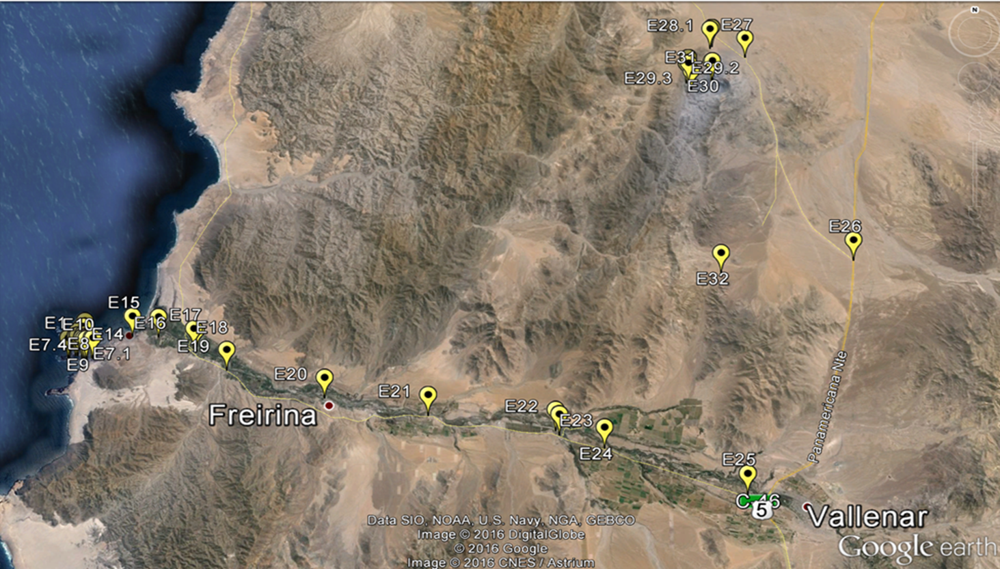 N
E28.1
E27
E31
E29.2
E29.3
E30
E26
E32
E15
E17
E1
E10
E16
E18
E14
E7.4
E8
E19
E7.1
E9
E20
E21
Freirina
E22
E23
E24
Panamericana Nte
E25
5
Vallenar
Data SIO, NOAA, U.S. Navy, NGA, GEBCO
Image © 2016 DigitalGlobe
© 2016 Google
Image © 2016 CNES / Astrium
Google earth